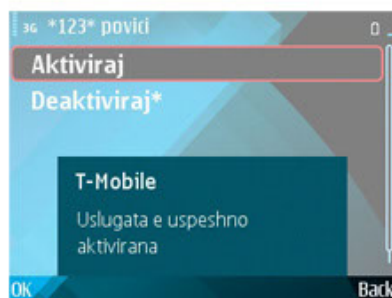 3G *123* povici
Aktiviraj
Deaktiviraj*
T-Mobile
Uslugata e uspeshno
aktivirana
OK Back